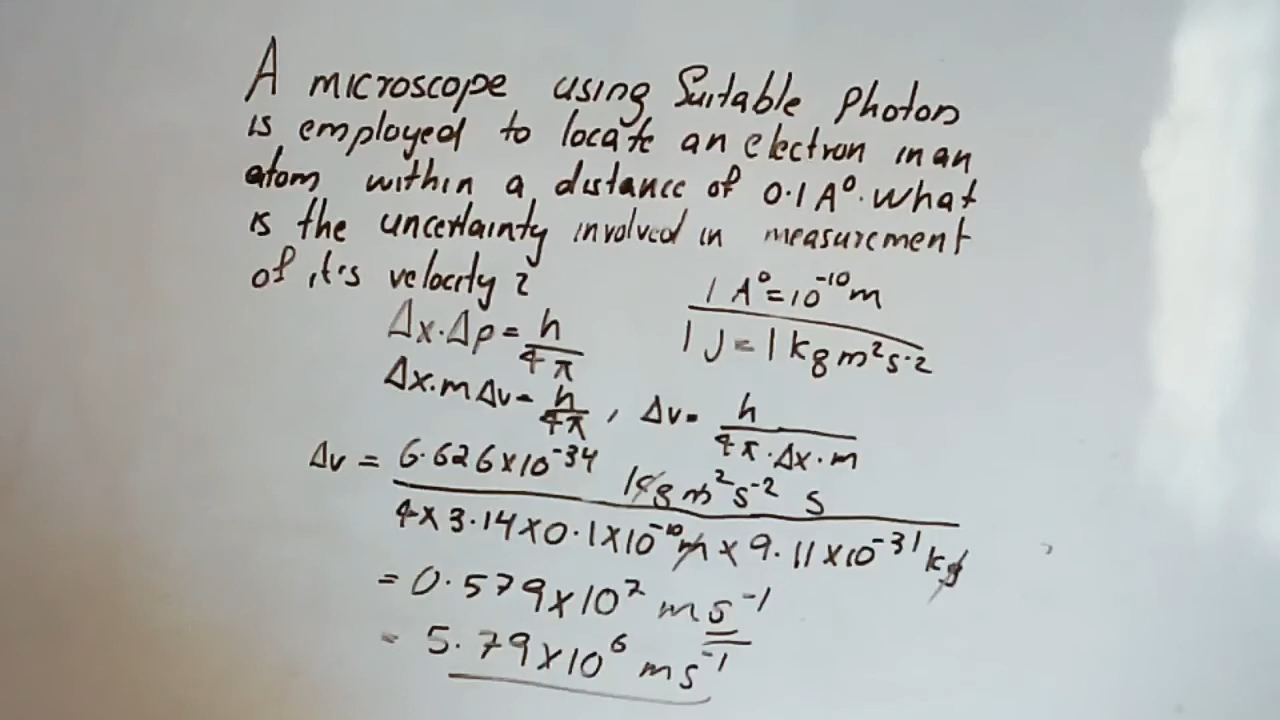 A microscope using Suitable photons
is employed to locate an electron in an
atom within a distance of 0.1 A°. What
is the uncertainty involved in measurement
of it's velocity ?
1 A° = 10⁻¹⁰ m
1 J = 1 kg m² s⁻²
Δx·Δp = h / 4π
Δx·m Δv = h / 4π , Δv = h / 4π·Δx·m
Δv = 6.626×10⁻³⁴ kg m² s⁻² s / 4×3.14×0.1×10⁻¹⁰ m × 9.11×10⁻³¹ kg
= 0.579×10⁷ ms⁻¹
= 5.79×10⁶ ms⁻¹